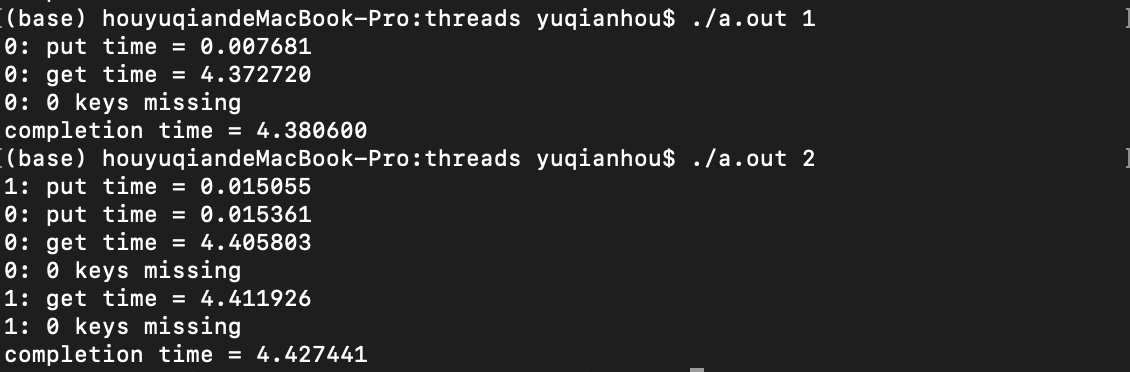 (base) houyuqiandeMacBook-Pro:threads yuqianhou$ ./a.out 1
0: put time = 0.007681
0: get time = 4.372720
0: 0 keys missing
completion time = 4.380600
(base) houyuqiandeMacBook-Pro:threads yuqianhou$ ./a.out 2
1: put time = 0.015055
0: put time = 0.015361
0: get time = 4.405803
0: 0 keys missing
1: get time = 4.411926
1: 0 keys missing
completion time = 4.427441